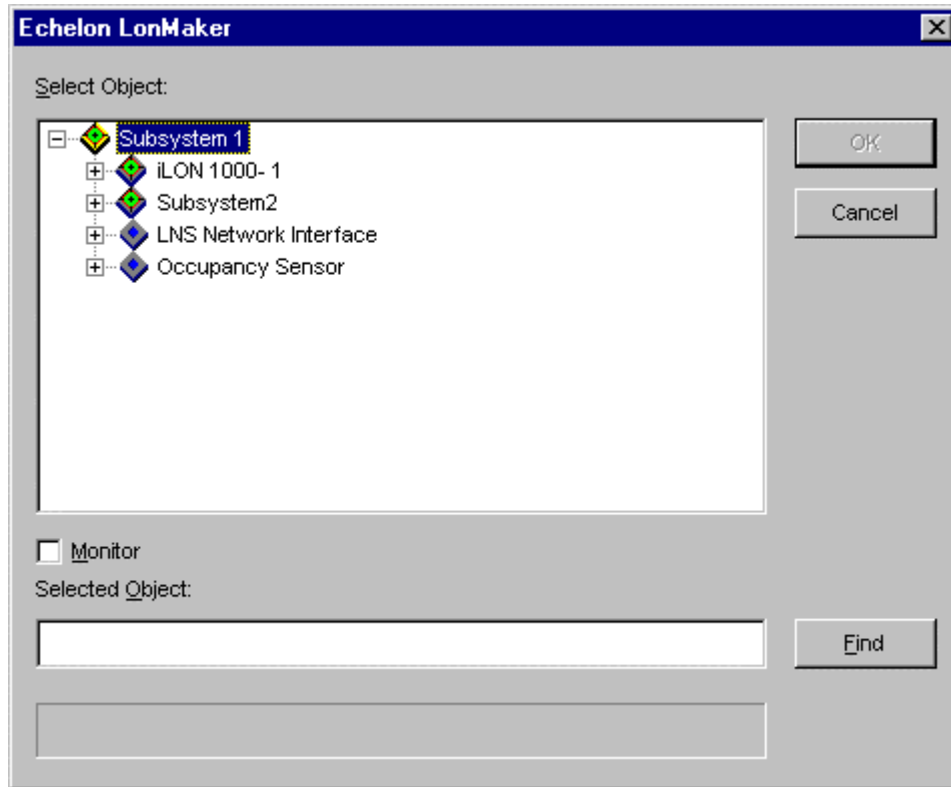 Echelon LonMaker
Select Object:
Subsystem 1
iLON 1000- 1
Subsystem2
LNS Network Interface
Occupancy Sensor
OK
Cancel
Monitor
Selected Object:
Find